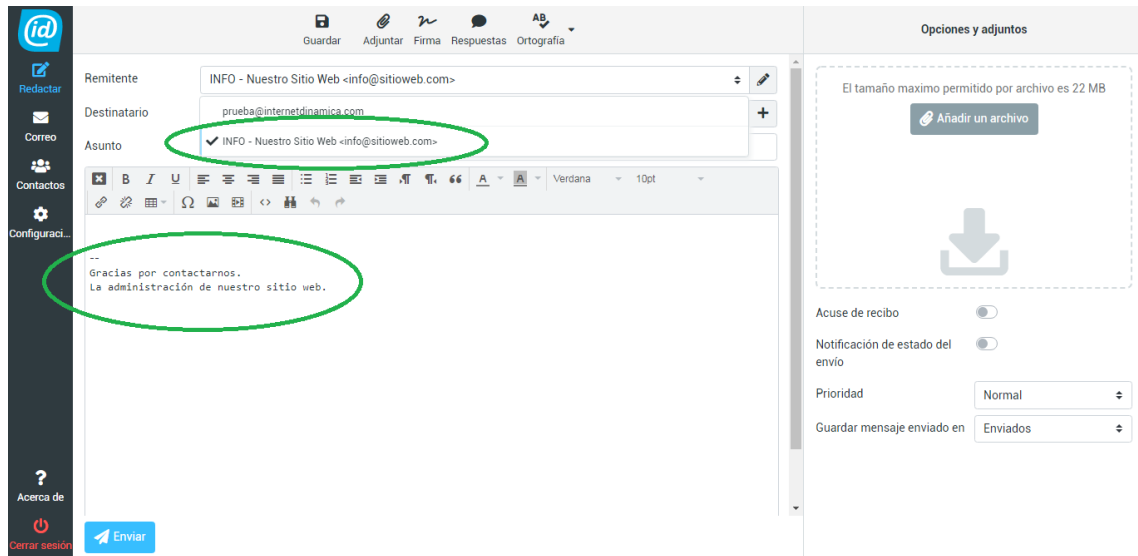 id
Redactar
Correo
Contactos
Configuraci...
Acerca de
Cerrar sesión
Guardar Adjuntar Firma Respuestas Ortografía
Remitente INFO - Nuestro Sitio Web <info@sitioweb.com>
Destinatario prueba@internetdinamica.com
Asunto INFO - Nuestro Sitio Web <info@sitioweb.com>
B I U A A Verdana 10pt
--
Gracias por contactarnos.
La administración de nuestro sitio web.
Enviar
Opciones y adjuntos
El tamaño maximo permitido por archivo es 22 MB
Añadir un archivo
Acuse de recibo
Notificación de estado del
envío
Prioridad Normal
Guardar mensaje enviado en Enviados